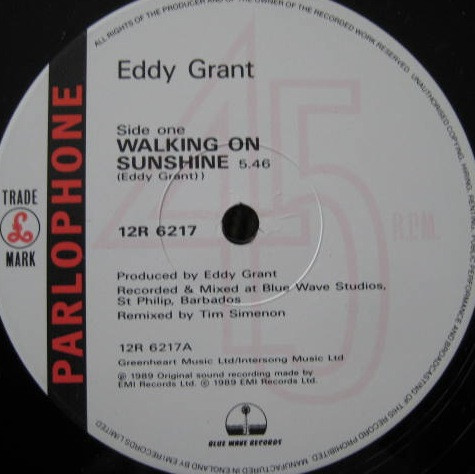 ALL RIGHTS OF THE PRODUCER AND OF THE OWNER OF THE RECORDED WORK RESERVED. UNAUTHORISED COPYING, HIRING, PUBLIC PERFORMANCE AND BROADCASTING OF THIS RECORD PROHIBITED. MANUFACTURED IN ENGLAND BY EMI RECORDS LIMITED
Eddy Grant
45
RPM
PARLOPHONE
TRADE
£
MARK
Side one
WALKING ON
SUNSHINE 5.46
(Eddy Grant))
12R 6217
Produced by Eddy Grant
Recorded & Mixed at Blue Wave Studios,
St Philip, Barbados
Remixed by Tim Simenon
12R 6217A
Greenheart Music Ltd/Intersong Music Ltd
℗ 1989 Original sound recording made by
EMI Records Ltd. © 1989 EMI Records Ltd.
BLUE WAVE RECORDS